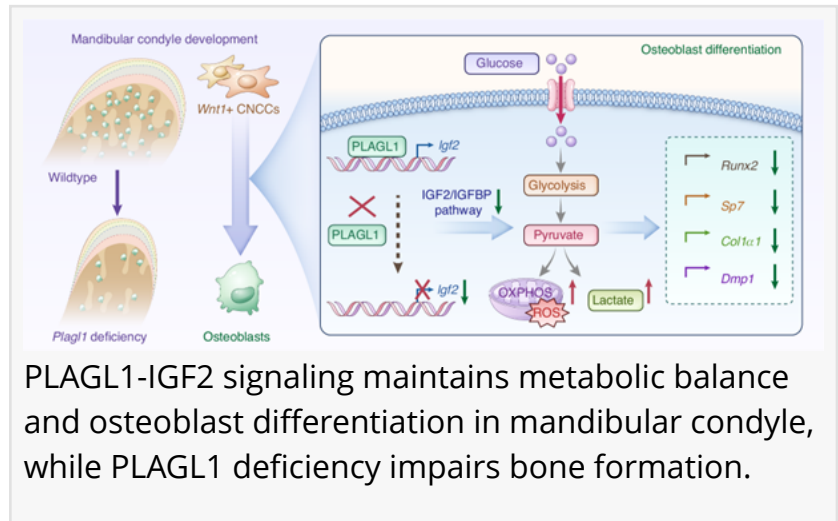 Mandibular condyle development
Wnt1+ CNCCs
Wildtype
Plagl1 deficiency
Osteoblasts
Osteoblast differentiation
Glucose
PLAGL1
Igf2
PLAGL1
Igf2
IGF2/IGFBP
pathway
Glycolysis
Pyruvate
OXPHOS
ROS
Lactate
Runx2
Sp7
Col1α1
Dmp1
PLAGL1-IGF2 signaling maintains metabolic balance
and osteoblast differentiation in mandibular condyle,
while PLAGL1 deficiency impairs bone formation.